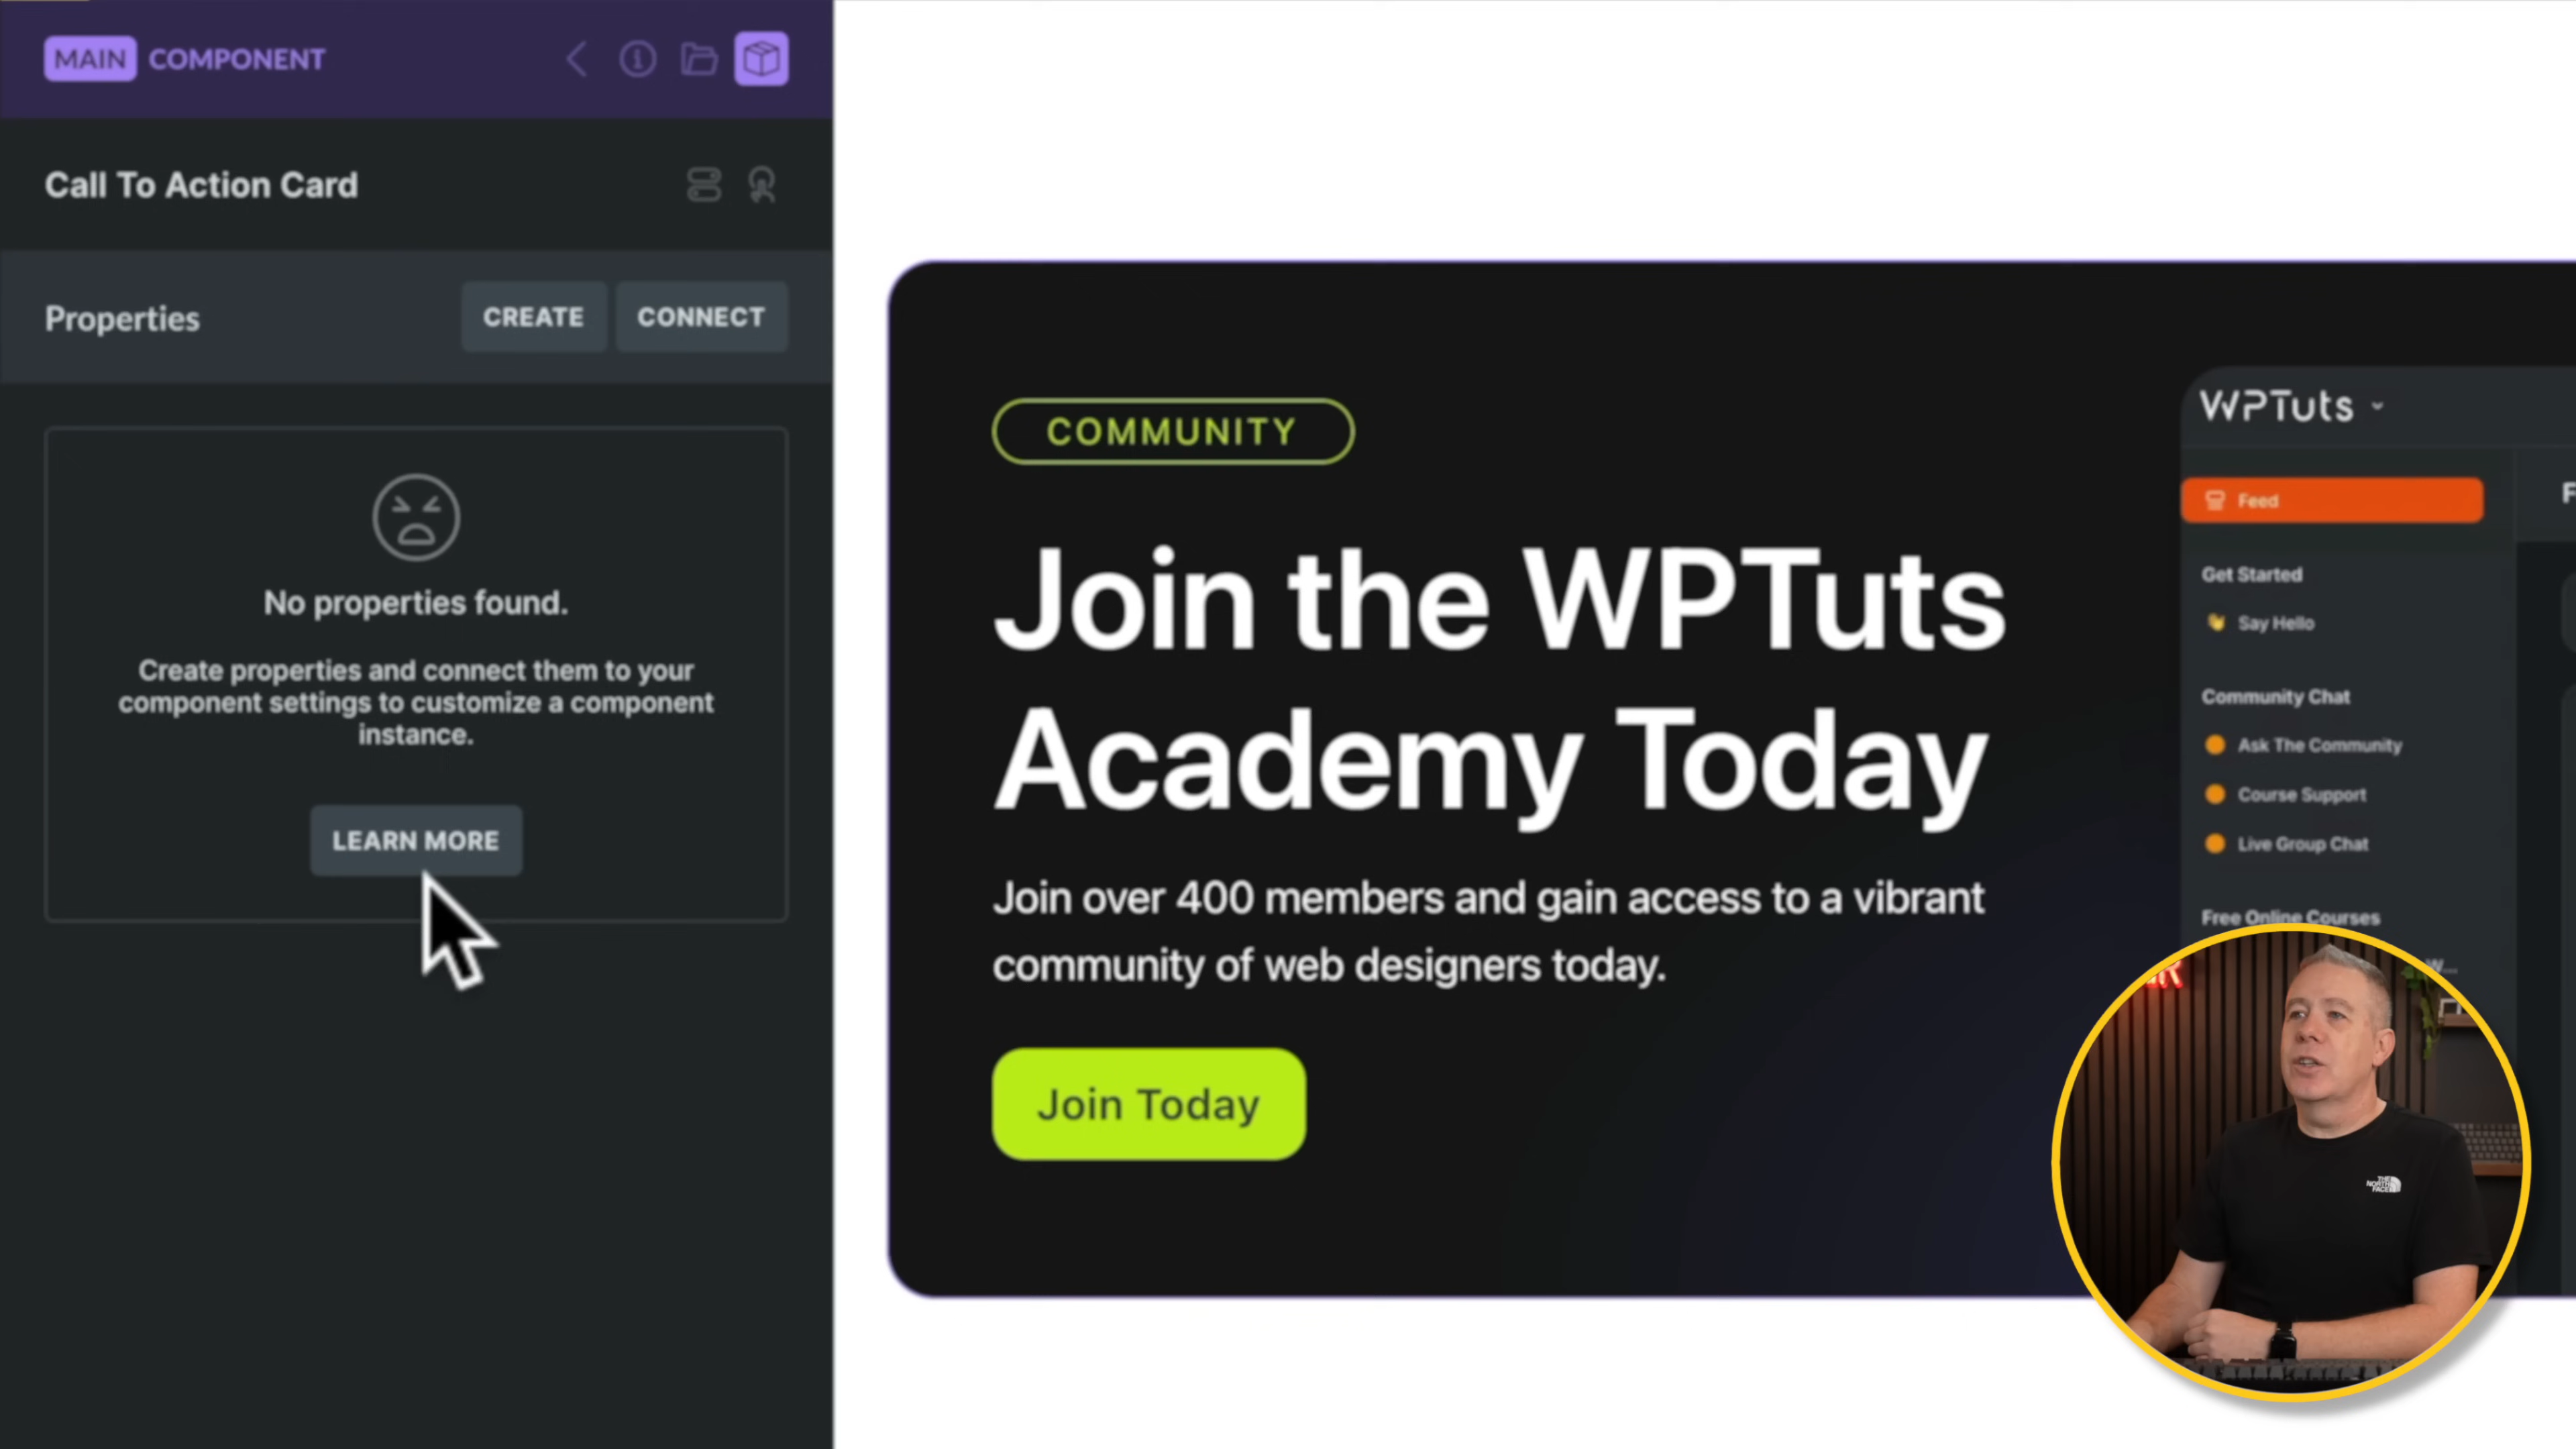 MAIN COMPONENT
Call To Action Card
Properties
CREATE
CONNECT
No properties found.
Create properties and connect them to your
component settings to customize a component
instance.
LEARN MORE
COMMUNITY
Join the WPTuts
Academy Today
Join over 400 members and gain access to a vibrant
community of web designers today.
Join Today
WPTuts
Feed
Get Started
Say Hello
Community Chat
Ask The Community
Course Support
Live Group Chat
Free Online Courses
W...
THE
NORTH
FACE